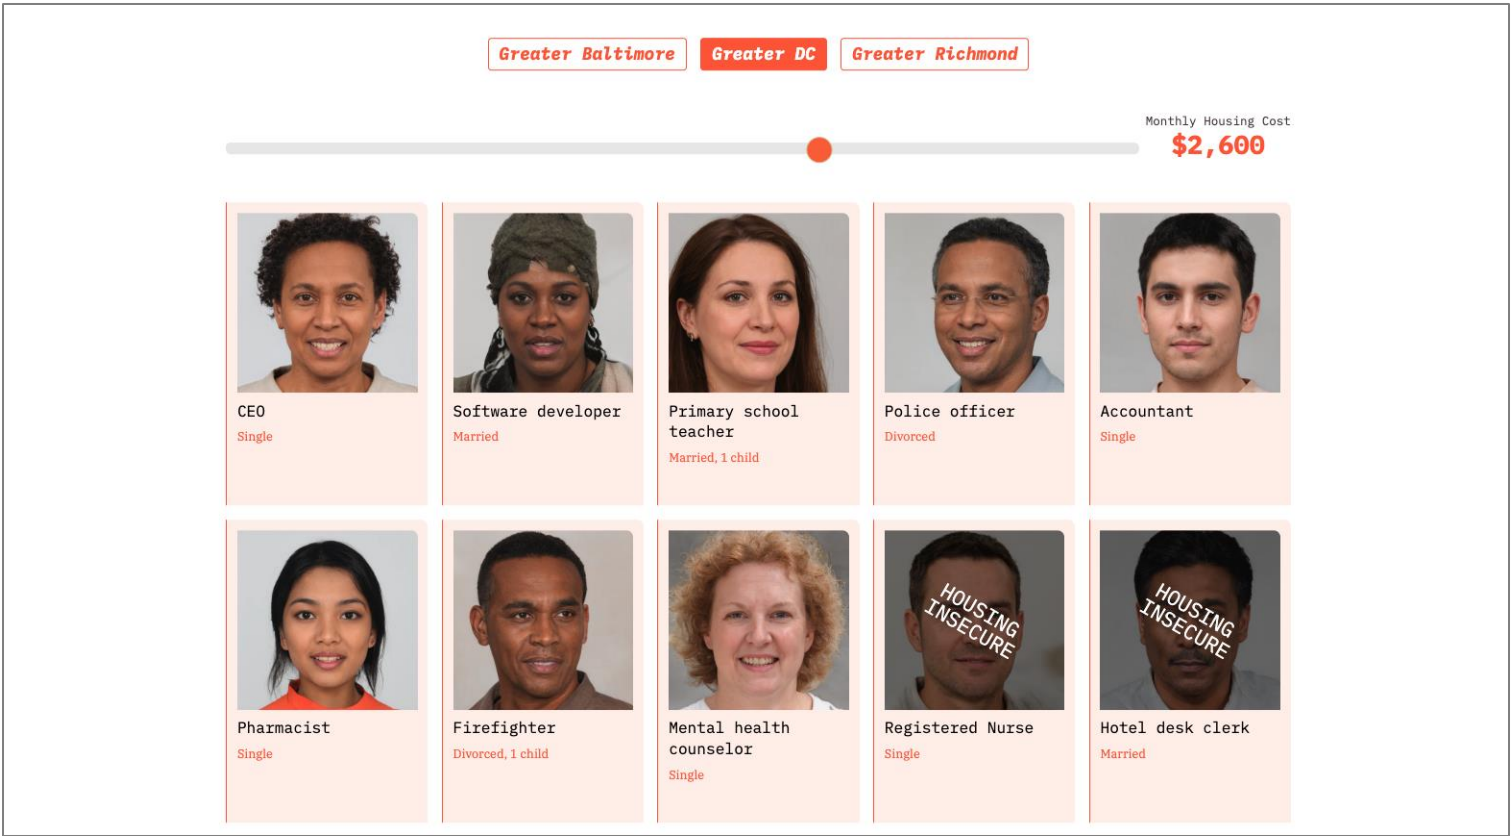 Greater Baltimore
Greater DC
Greater Richmond
Monthly Housing Cost
$2,600
CEO
Single
Software developer
Married
Primary school
teacher
Married, 1 child
Police officer
Divorced
Accountant
Single
Pharmacist
Single
Firefighter
Divorced, 1 child
Mental health
counselor
Single
HOUSING
INSECURE
Registered Nurse
Single
HOUSING
INSECURE
Hotel desk clerk
Married